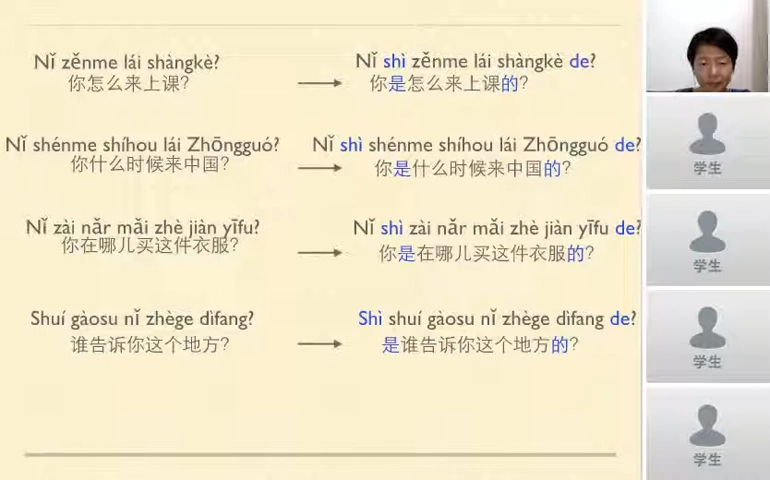 Nǐ zěnme lái shàngkè?
你怎么来上课?
Nǐ shì zěnme lái shàngkè de?
你是怎么来上课的?
Nǐ shénme shíhou lái Zhōngguó?
你什么时候来中国?
Nǐ shì shénme shíhou lái Zhōngguó de?
你是什么时候来中国的?
Nǐ zài nǎr mǎi zhè jiàn yīfu?
你在哪儿买这件衣服?
Nǐ shì zài nǎr mǎi zhè jiàn yīfu de?
你是在哪儿买这件衣服的?
Shuí gàosu nǐ zhège dìfang?
谁告诉你这个地方?
Shì shuí gàosu nǐ zhège dìfang de?
是谁告诉你这个地方的?
学生
学生
学生
学生